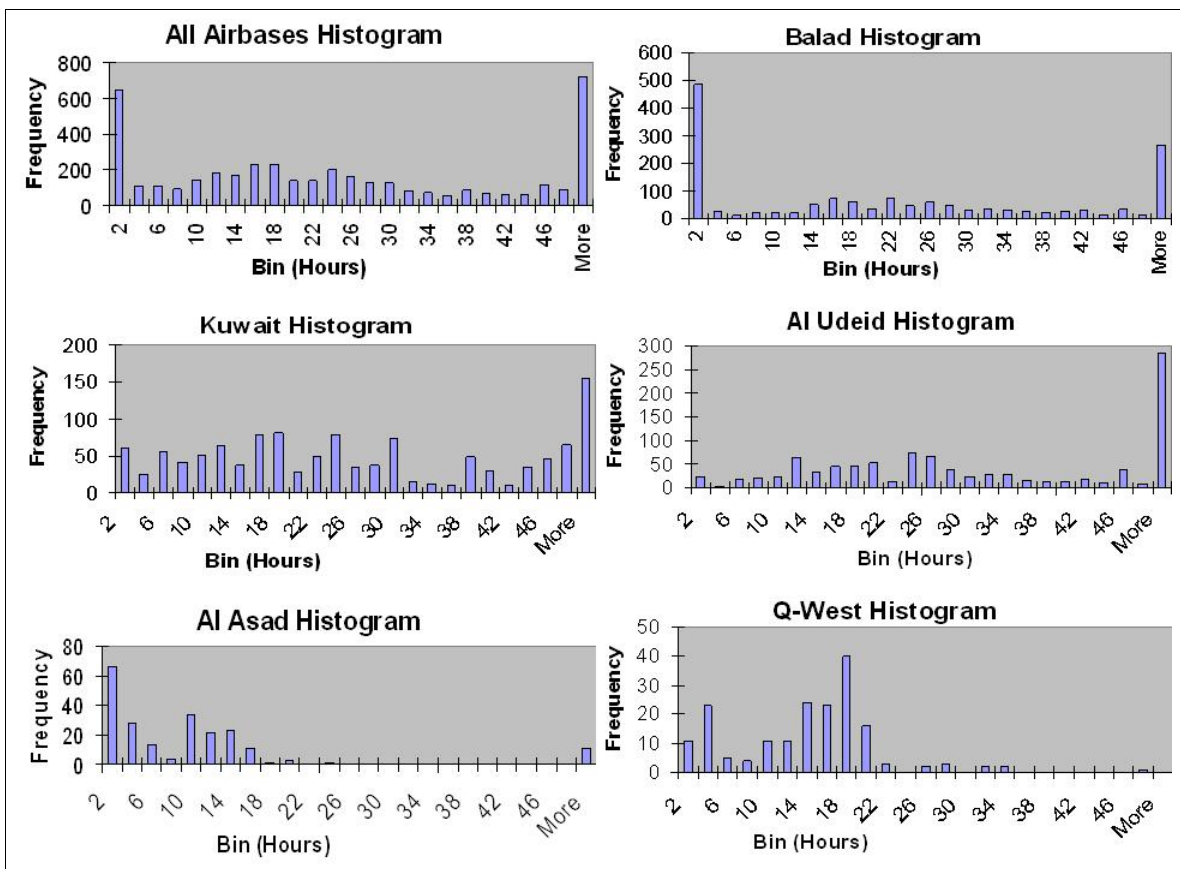 All Airbases Histogram
Frequency
800
600
400
200
0
2 6 10 14 18 22 26 30 34 38 42 46 More
Bin (Hours)
Balad Histogram
Frequency
600
500
400
300
200
100
0
2 6 10 14 18 22 26 30 34 38 42 46 More
Bin (Hours)
Kuwait Histogram
Frequency
200
150
100
50
0
2 6 10 14 18 22 26 30 34 38 42 46 More
Bin (Hours)
Al Udeid Histogram
Frequency
300
250
200
150
100
50
0
2 6 10 14 18 22 26 30 34 38 42 46 More
Bin (Hours)
Al Asad Histogram
Frequency
80
60
40
20
0
2 6 10 14 18 22 26 30 34 38 42 46 More
Bin (Hours)
Q-West Histogram
Frequency
50
40
30
20
10
0
2 6 10 14 18 22 26 30 34 38 42 46 More
Bin (Hours)